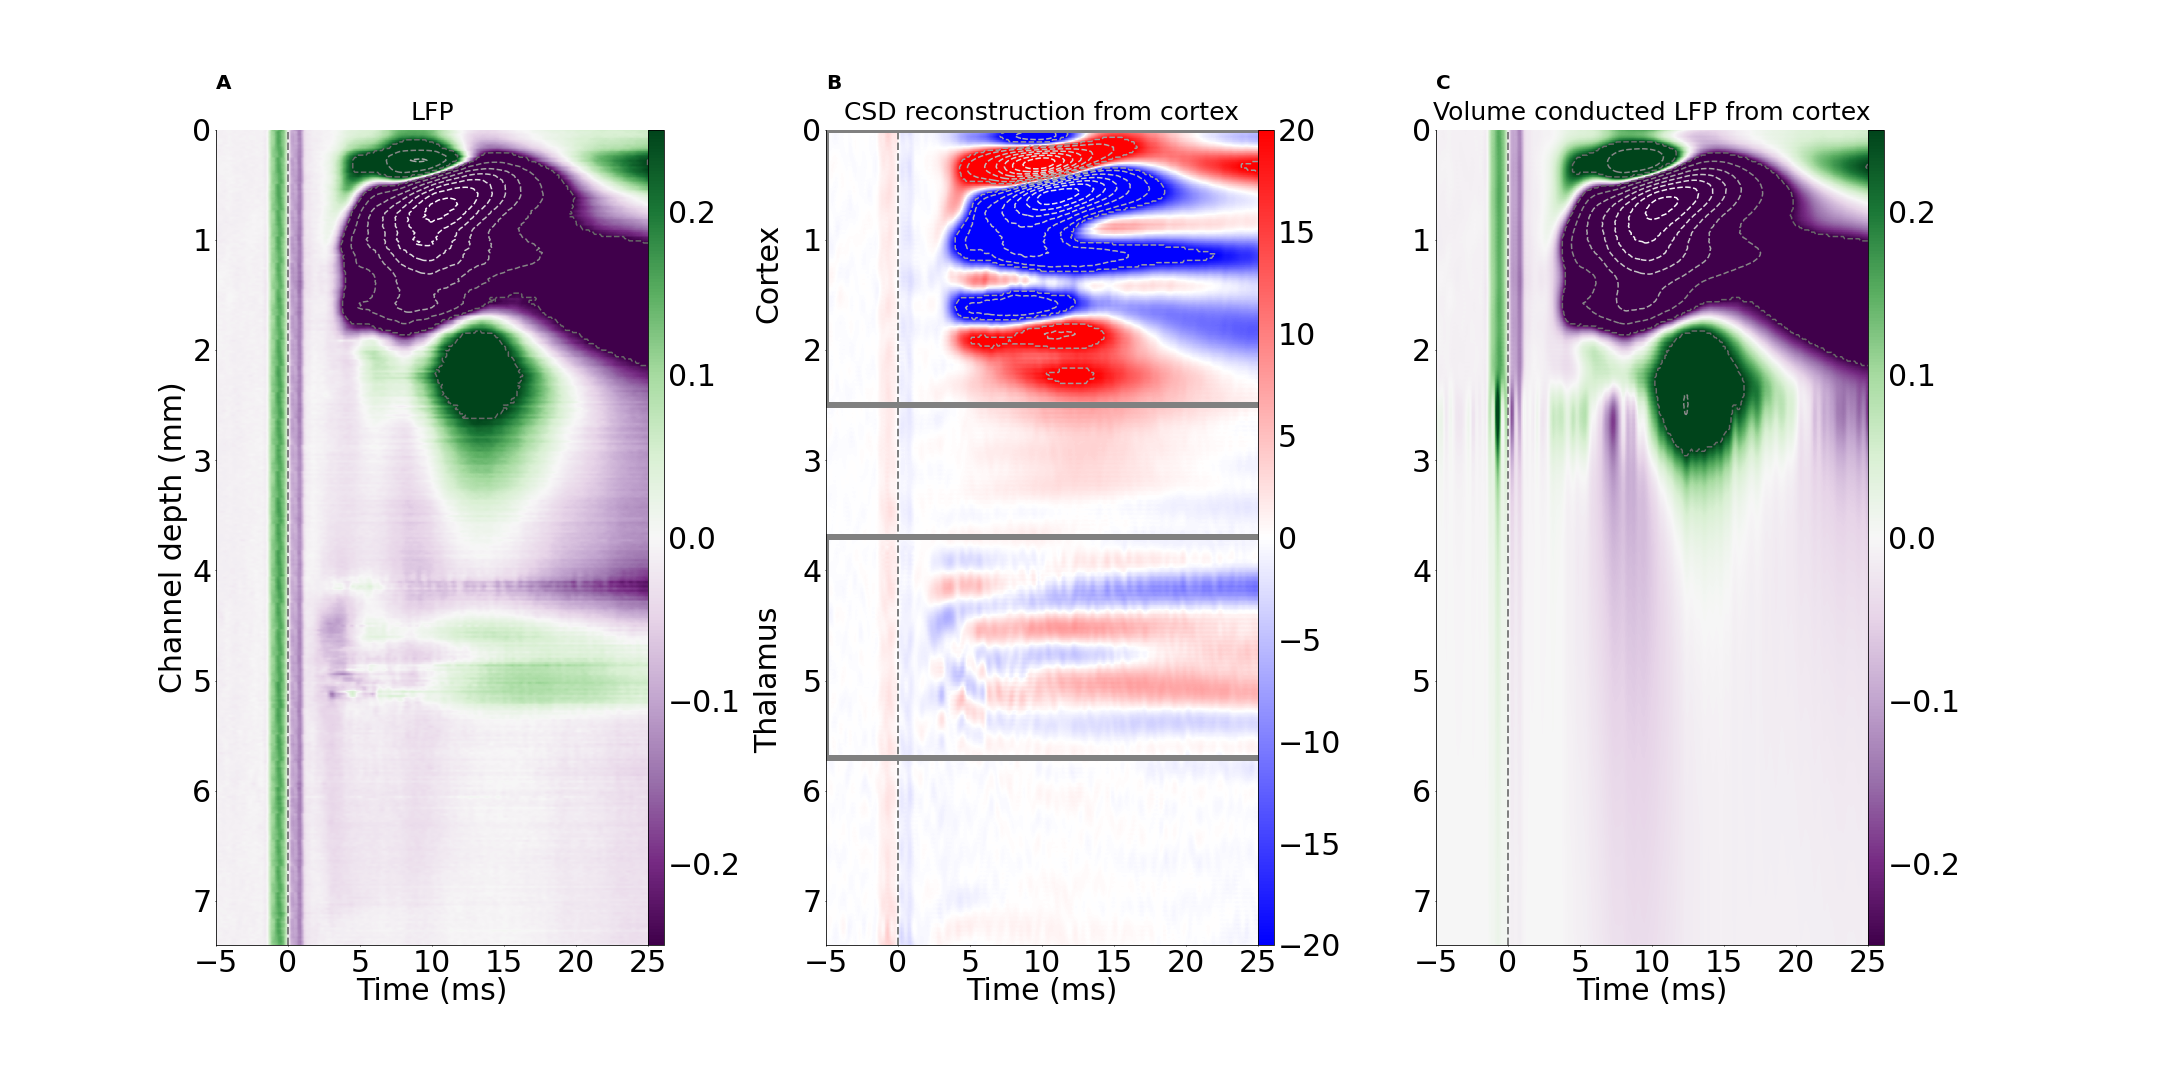 A
LFP
0
1
2
3
4
5
6
7
Channel depth (mm)
−5 0 5 10 15 20 25
Time (ms)
0.2
0.1
0.0
−0.1
−0.2
B
CSD reconstruction from cortex
0
1
2
3
4
5
6
7
Cortex
Thalamus
−5 0 5 10 15 20 25
Time (ms)
20
15
10
5
0
−5
−10
−15
−20
C
Volume conducted LFP from cortex
0
1
2
3
4
5
6
7
−5 0 5 10 15 20 25
Time (ms)
0.2
0.1
0.0
−0.1
−0.2